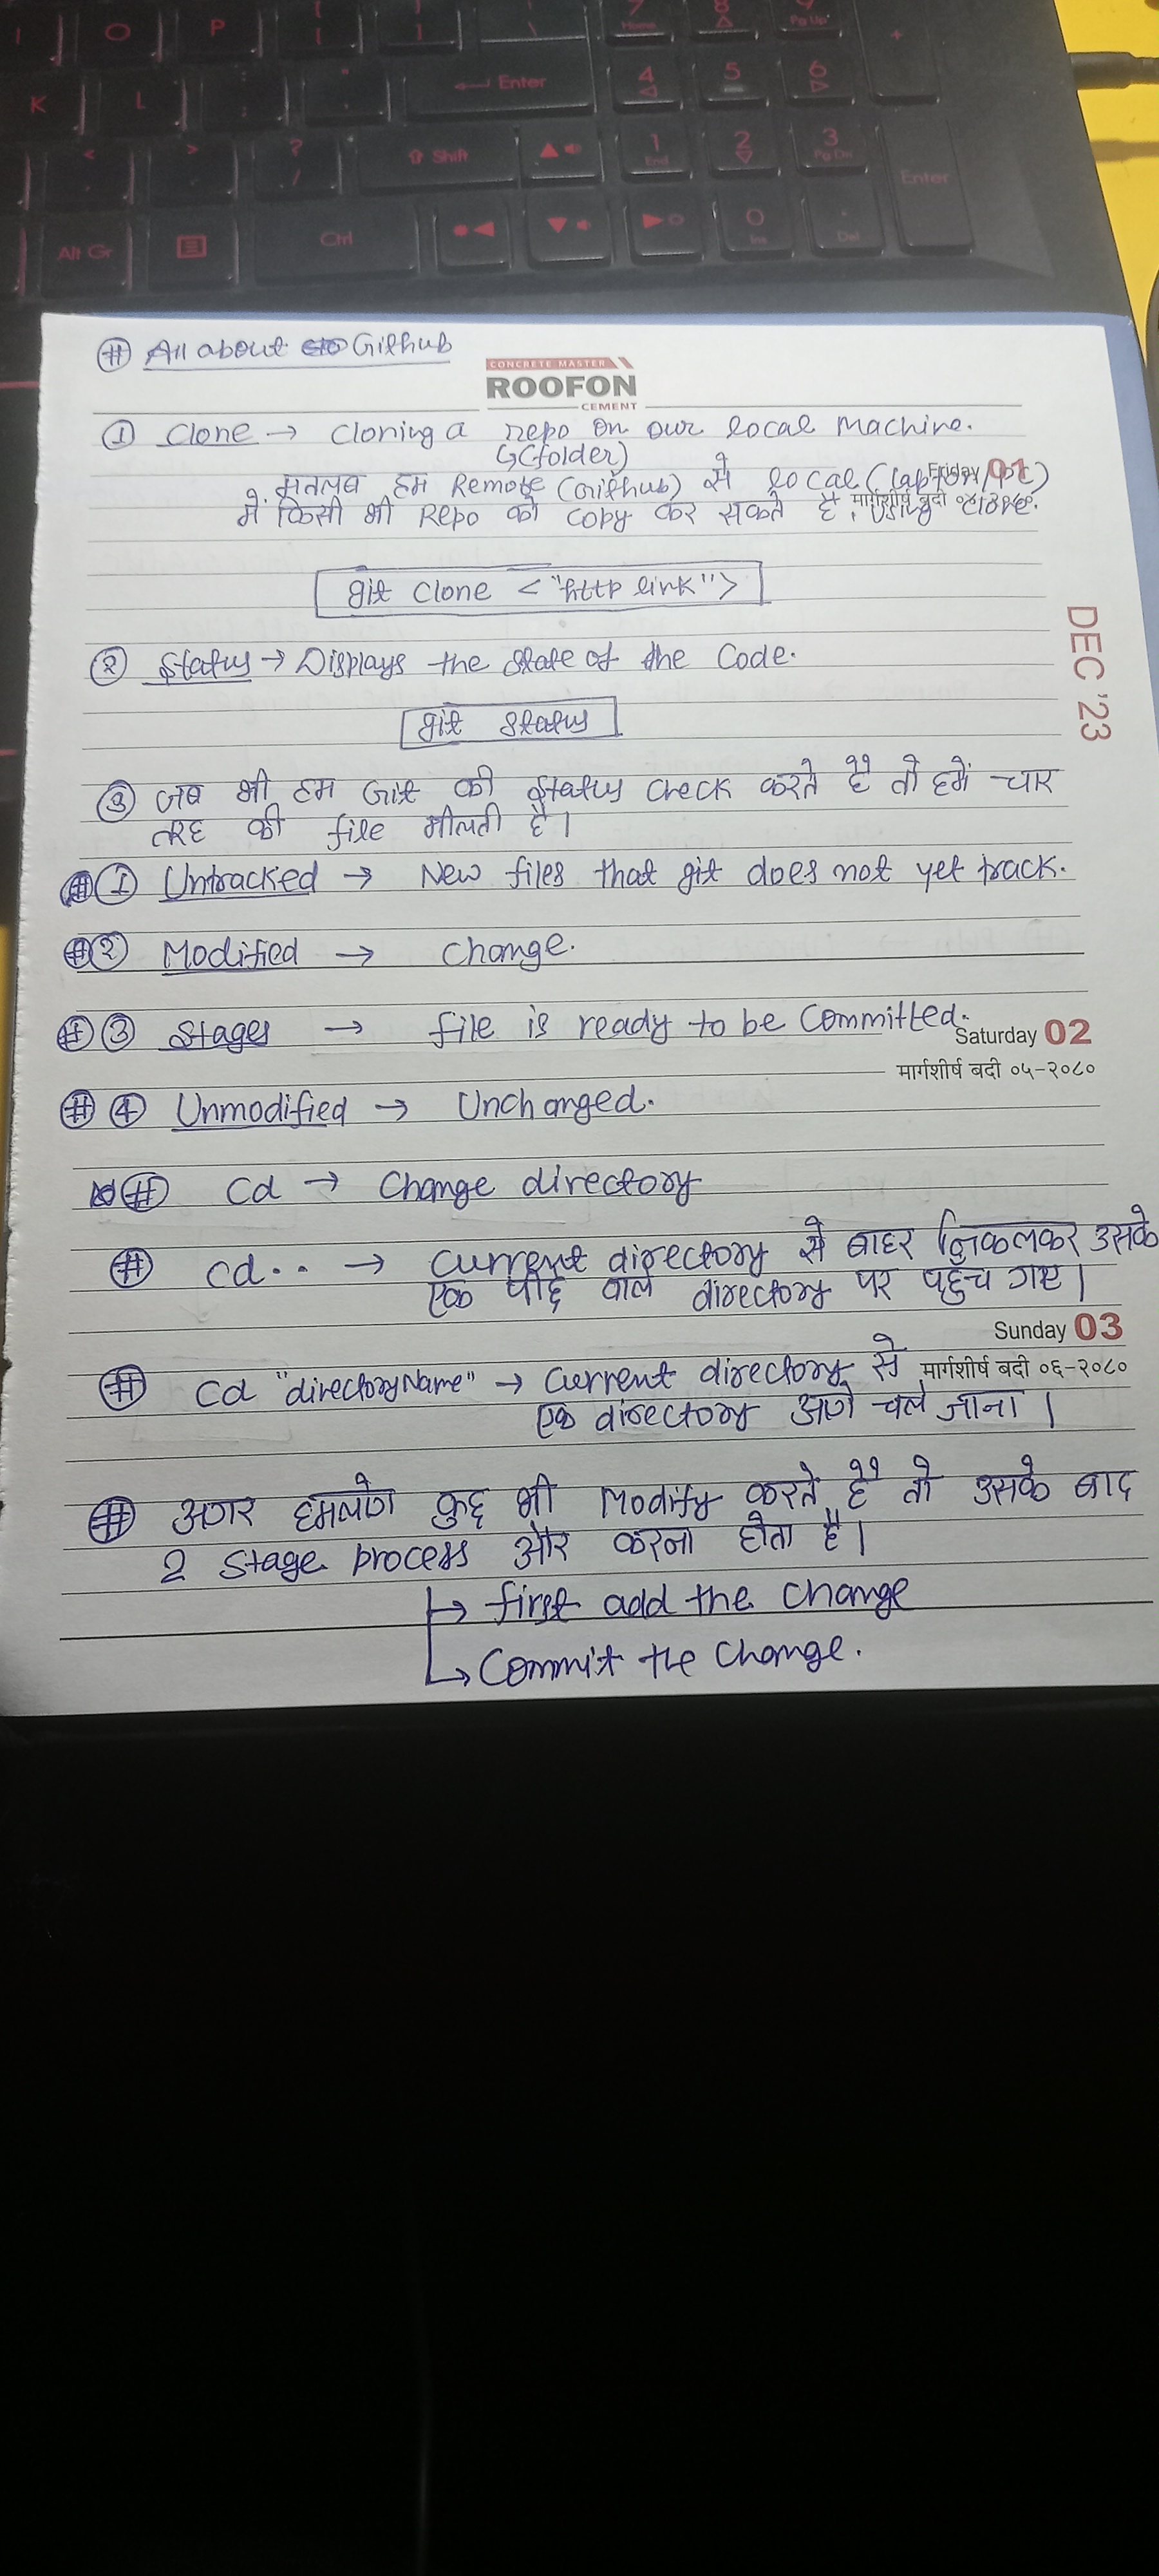 I O P { [ } ] | \ 7 Home 8 9 Pg Up +
K L : ; " ' Enter 4 5 6
< , > . ? / Shift 1 End 2 3 Pg Dn Enter
Alt Gr Ctrl 0 Ins . Del
# All about Github
CONCRETE MASTER
ROOFON
CEMENT
① Clone → Cloning a repo on our local Machine.
↳(folder)
मतलब हम Remote (Github) से local (laptop/pc)
Friday 01
में किसी भी Repo को copy कर सकते है, using clone.
मार्गशीर्ष बदी ०४-२०८०
git clone <"http link">
DEC '23
② Status → Displays the state of the Code.
git status
③ जब भी हम Git की status check करते हैं तो हमें चार
तरह की file मीलती है।
# ① Untracked → New files that git does not yet track.
# ② Modified → Change.
# ③ Stages → file is ready to be Committed.
Saturday 02
मार्गशीर्ष बदी ०५-२०८०
# ④ Unmodified → Unchanged.
# Cd → Change directory
# cd.. → Current directory से बाहर निकलकर उसके
एक पीछे वाले directory पर पहुँच गए।
Sunday 03
# Cd "directoryName" → Current directory से
मार्गशीर्ष बदी ०६-२०८०
एक directory आगे चले जाना।
# अगर हमलोग कुछ भी Modify करते हैं तो उसके बाद
2 Stage process और करना होता है।
↳ first add the change
↳ Commit the change.